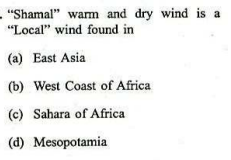 . “Shamal” warm and dry wind is a
“Local” wind found in
(a) East Asia
(b) West Coast of Africa
(c) Sahara of Africa
(d) Mesopotamia